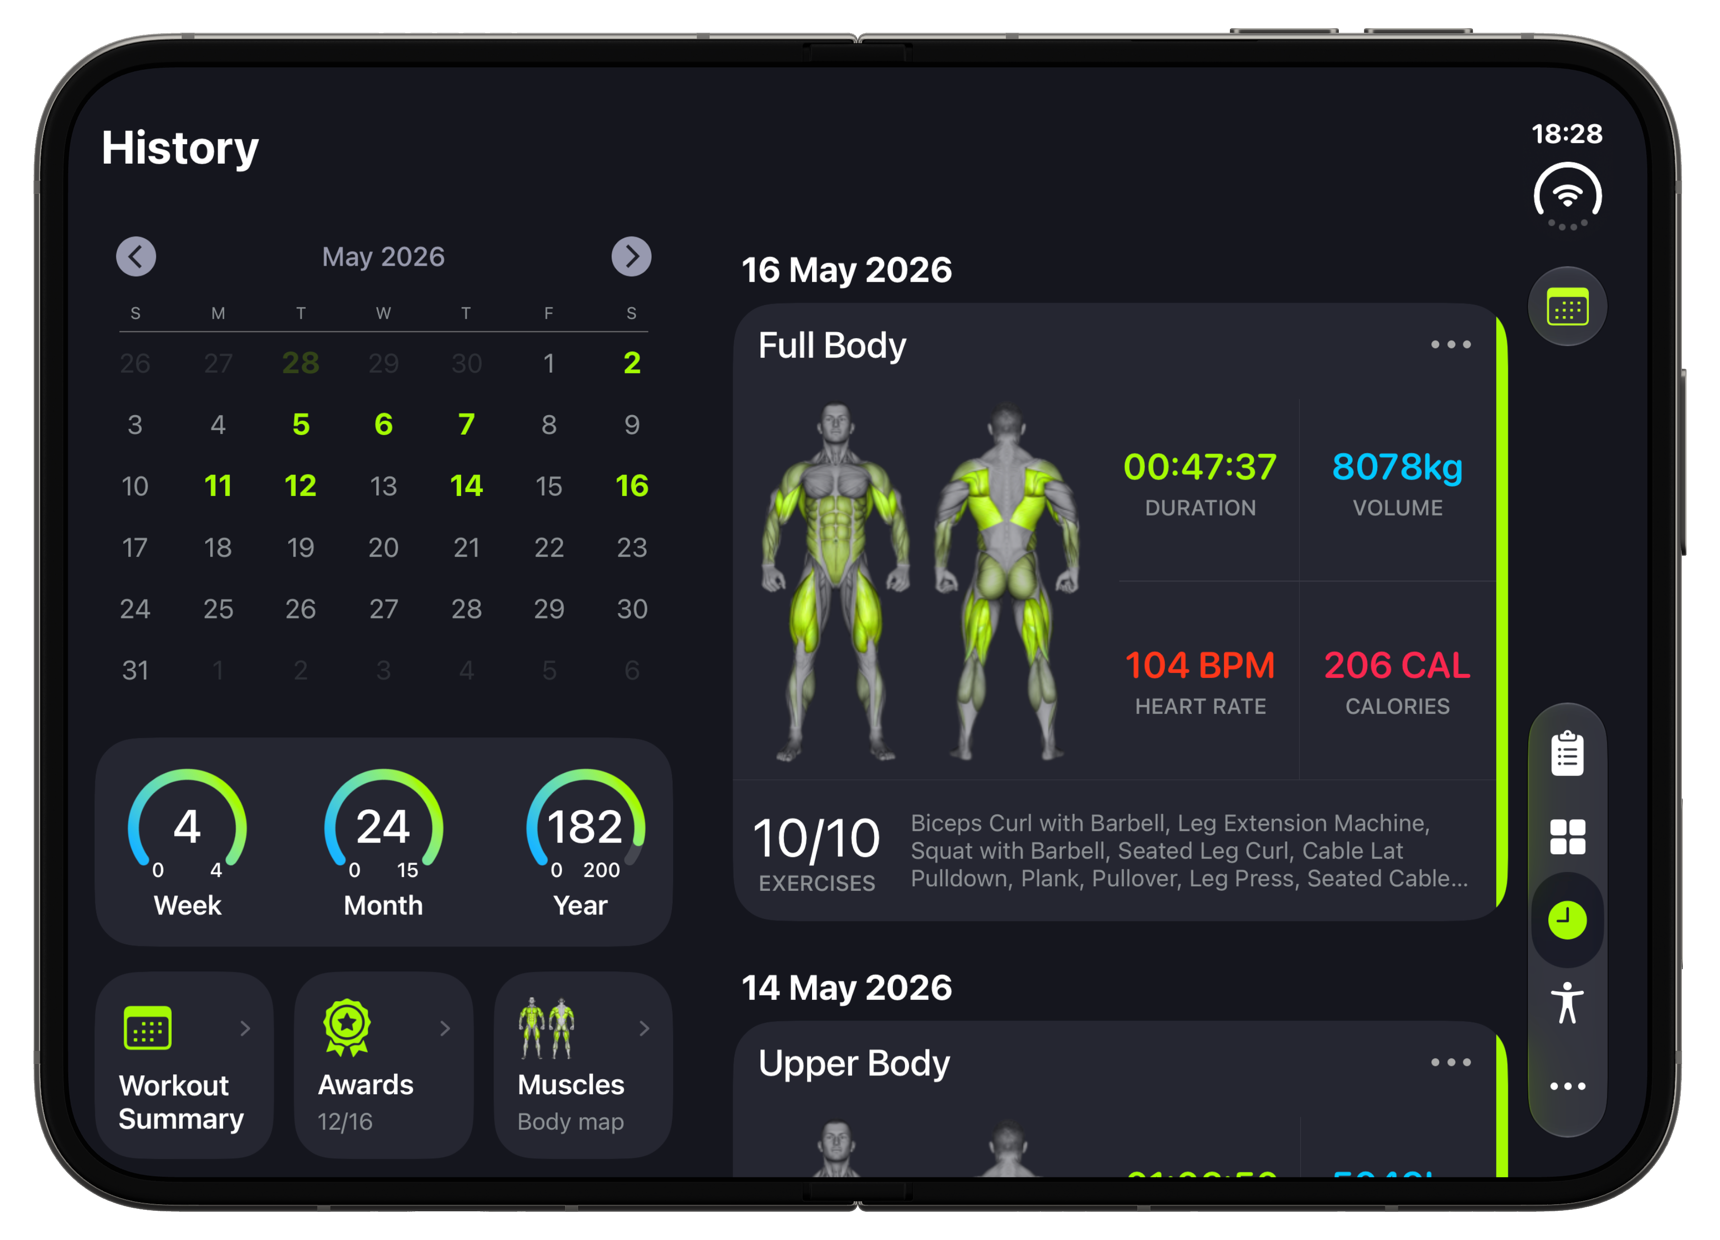 History
18:28
May 2026
S M T W T F S
26 27 28 29 30 1 2
3 4 5 6 7 8 9
10 11 12 13 14 15 16
17 18 19 20 21 22 23
24 25 26 27 28 29 30
31 1 2 3 4 5 6
4
0 4
Week
24
0 15
Month
182
0 200
Year
Workout
Summary
Awards
12/16
Muscles
Body map
16 May 2026
Full Body
00:47:37
DURATION
8078kg
VOLUME
104 BPM
HEART RATE
206 CAL
CALORIES
10/10
EXERCISES
Biceps Curl with Barbell, Leg Extension Machine,
Squat with Barbell, Seated Leg Curl, Cable Lat
Pulldown, Plank, Pullover, Leg Press, Seated Cable...
14 May 2026
Upper Body